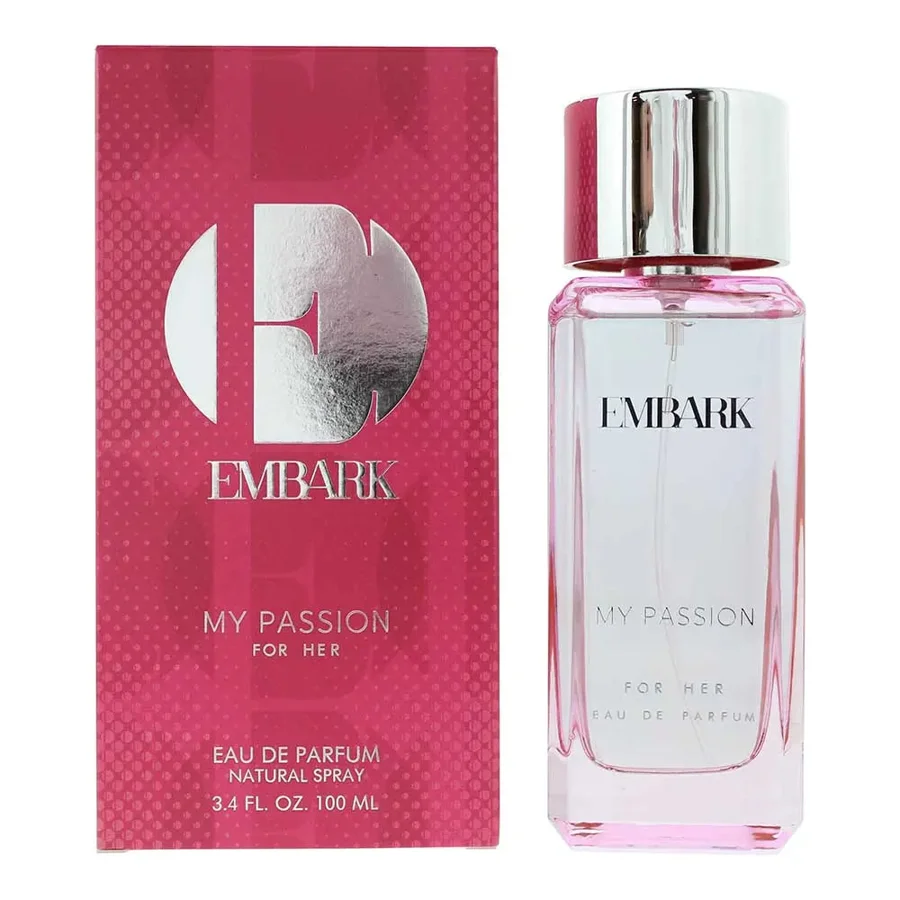 E
EMBARK
MY PASSION
FOR HER
EAU DE PARFUM
NATURAL SPRAY
3.4 FL. OZ. 100 ML
EMBARK
MY PASSION
FOR HER
EAU DE PARFUM